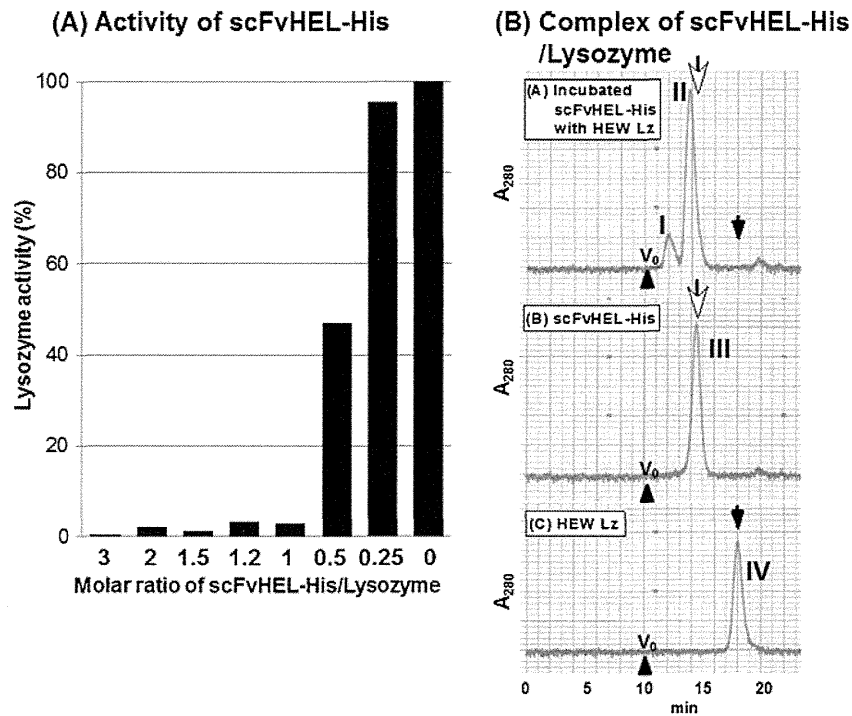 (A) Activity of scFvHEL-His
Lysozyme activity (%)
100
80
60
40
20
0
3 2 1.5 1.2 1 0.5 0.25 0
Molar ratio of scFvHEL-His/Lysozyme
(B) Complex of scFvHEL-His
/Lysozyme
(A) Incubated
scFvHEL-His
with HEW Lz
II
I
V0
A280
(B) scFvHEL-His
III
V0
A280
(C) HEW Lz
IV
V0
A280
0 5 10 15 20
min